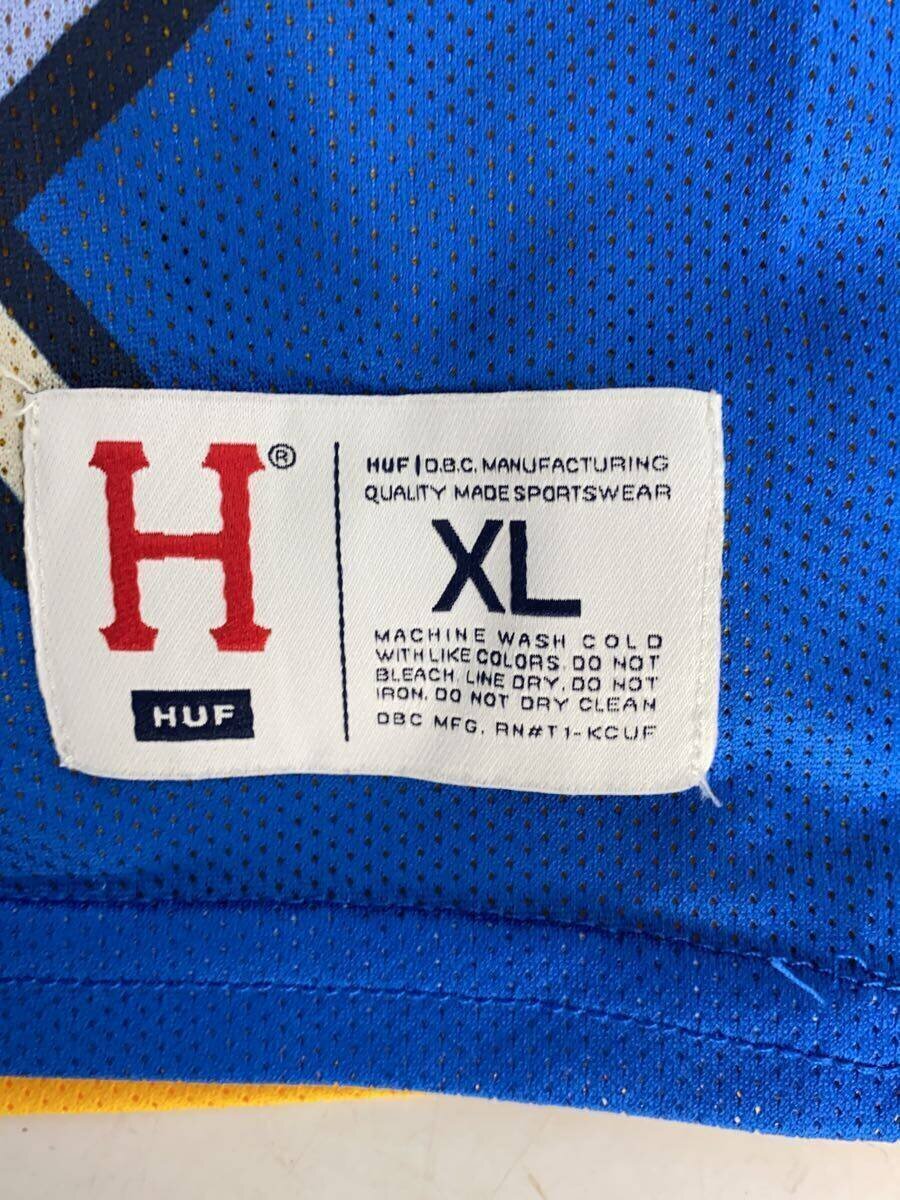 H®
HUF
HUF | D.B.C. MANUFACTURING
QUALITY MADE SPORTSWEAR
XL
MACHINE WASH COLD
WITH LIKE COLORS. DO NOT
BLEACH. LINE DRY. DO NOT
IRON. DO NOT DRY CLEAN
DBC MFG. RN#T1-KCUF